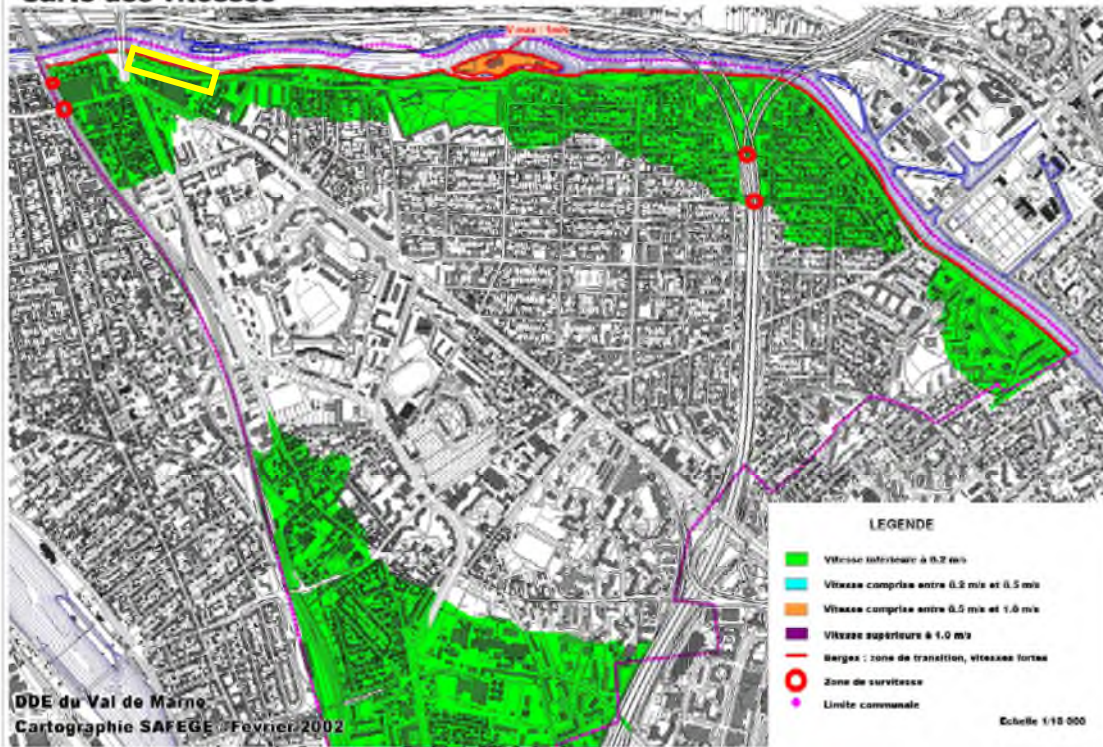 Carte des vitesses
V max : 1m/s
LEGENDE
Vitesse inférieure à 0.2 m/s
Vitesse comprise entre 0.2 m/s et 0.5 m/s
Vitesse comprise entre 0.5 m/s et 1.0 m/s
Vitesse supérieure à 1.0 m/s
Berges : zone de transition, vitesses fortes
Zone de survitesse
Limite communale
Echelle 1/10 000
DDE du Val de Marne
Cartographie SAFEGE - Février 2002